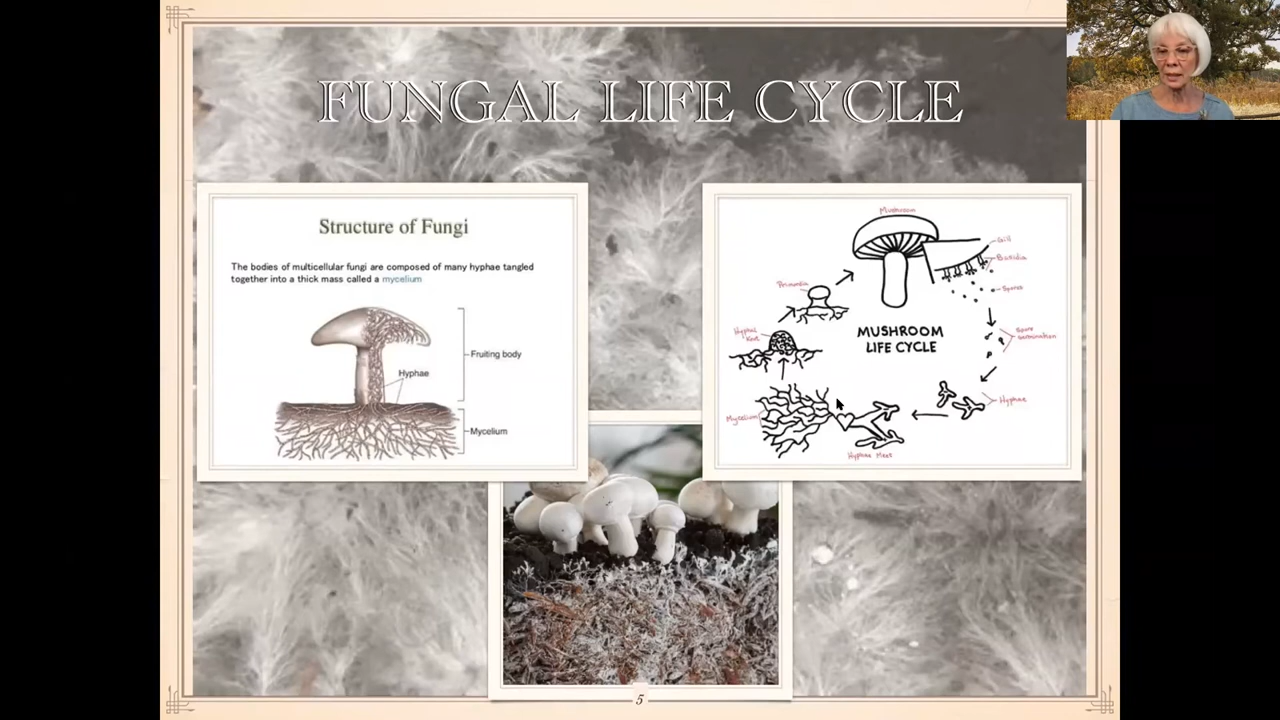 FUNGAL LIFE CYCLE
Structure of Fungi
The bodies of multicellular fungi are composed of many hyphae tangled
together into a thick mass called a mycelium
Fruiting body
Hyphae
Mycelium
Mushroom
Gill
Basidia
Spores
Primordia
MUSHROOM
LIFE CYCLE
Hyphal
Knot
Spore
Germination
Hyphae
Mycelium
Hyphae Meet
5